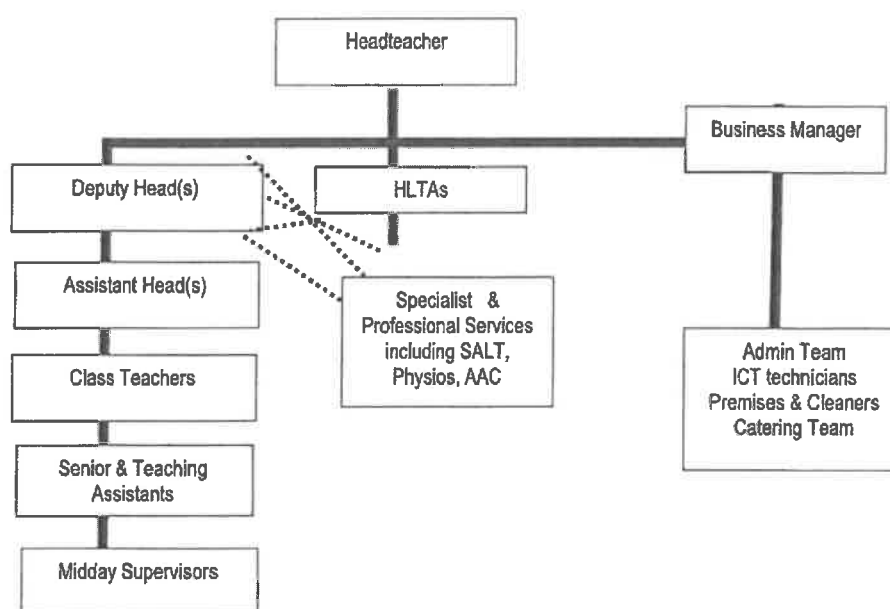 Headteacher
Business Manager
Deputy Head(s)
HLTAs
Assistant Head(s)
Specialist &
Professional Services
including SALT,
Physios, AAC
Class Teachers
Admin Team
ICT technicians
Premises & Cleaners
Catering Team
Senior & Teaching
Assistants
Midday Supervisors